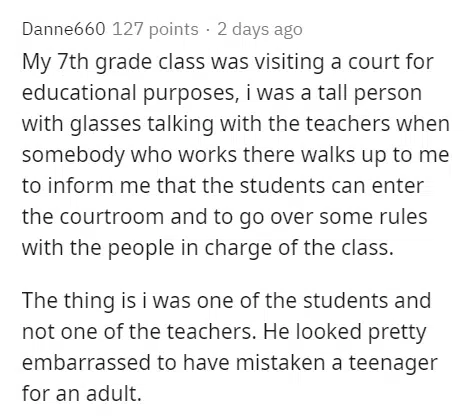 Danne660 127 points · 2 days ago
My 7th grade class was visiting a court for
educational purposes, i was a tall person
with glasses talking with the teachers when
somebody who works there walks up to me
to inform me that the students can enter
the courtroom and to go over some rules
with the people in charge of the class.
The thing is i was one of the students and
not one of the teachers. He looked pretty
embarrassed to have mistaken a teenager
for an adult.